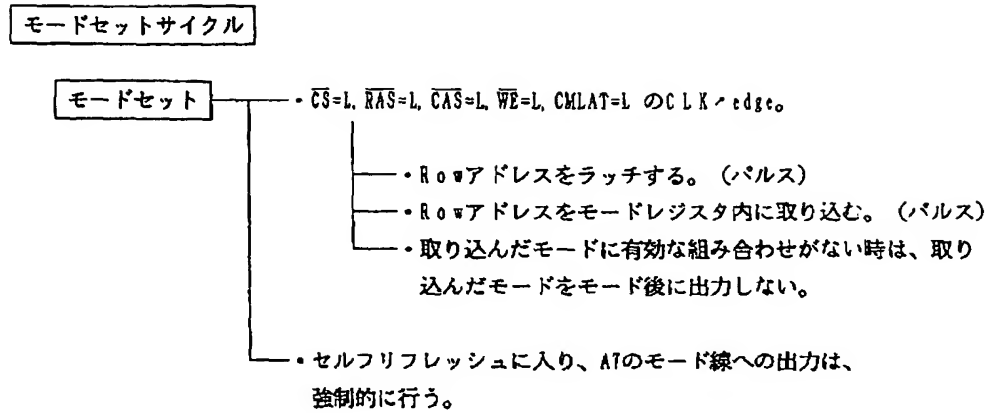 モードセットサイクル
モードセット
・C̅S̅=L, R̅A̅S̅=L, C̅A̅S̅=L, W̅E̅=L, CMLAT=L のCLK↗edge。
・Rowアドレスをラッチする。（パルス）
・Rowアドレスをモードレジスタ内に取り込む。（パルス）
・取り込んだモードに有効な組み合わせがない時は、取り
込んだモードをモード後に出力しない。
・セルフリフレッシュに入り、A7のモード線への出力は、
強制的に行う。